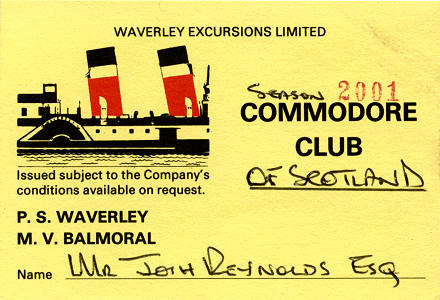 WAVERLEY EXCURSIONS LIMITED
SEASON 2001
COMMODORE
CLUB
OF SCOTLAND
Issued subject to the Company's
conditions available on request.
P. S. WAVERLEY
M. V. BALMORAL
Name Mr Reynolds Esq